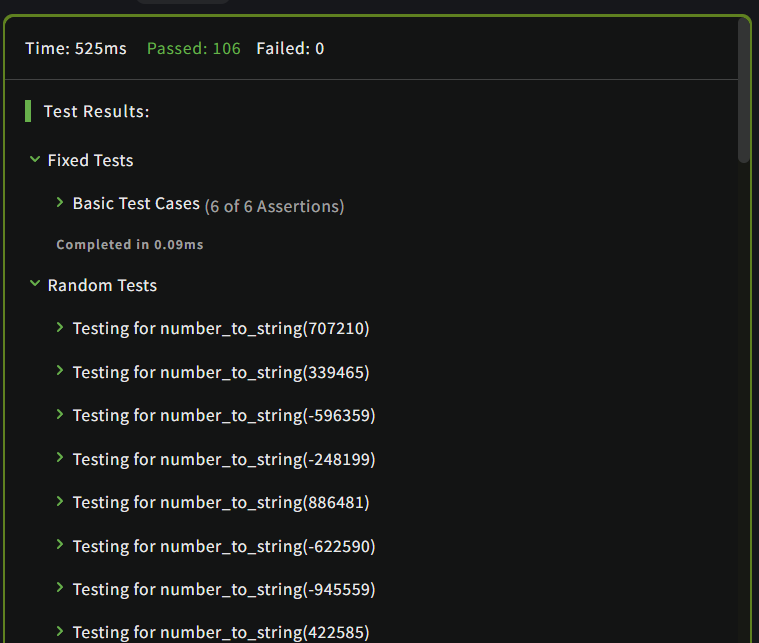 Time: 525ms Passed: 106 Failed: 0
Test Results:
Fixed Tests
Basic Test Cases (6 of 6 Assertions)
Completed in 0.09ms
Random Tests
Testing for number_to_string(707210)
Testing for number_to_string(339465)
Testing for number_to_string(-596359)
Testing for number_to_string(-248199)
Testing for number_to_string(886481)
Testing for number_to_string(-622590)
Testing for number_to_string(-945559)
Testing for number_to_string(422585)